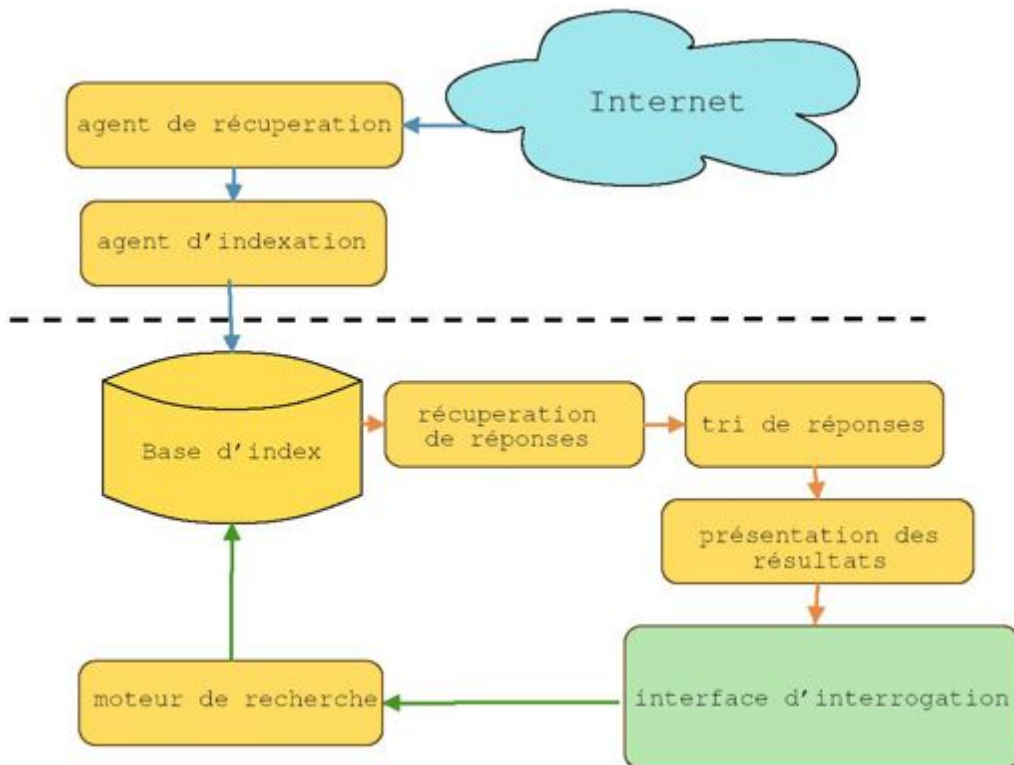 Internet
agent de récuperation
agent d'indexation
Base d'index
récuperation
de réponses
tri de réponses
présentation des
résultats
interface d'interrogation
moteur de recherche